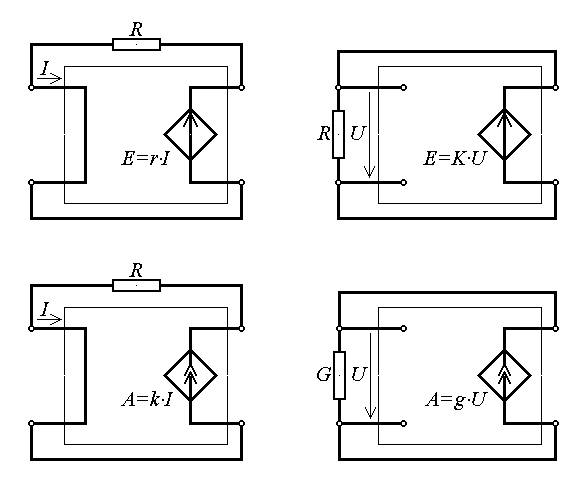 R
I
E=r·I
R U
E=K·U
R
I
A=k·I
G U
A=g·U